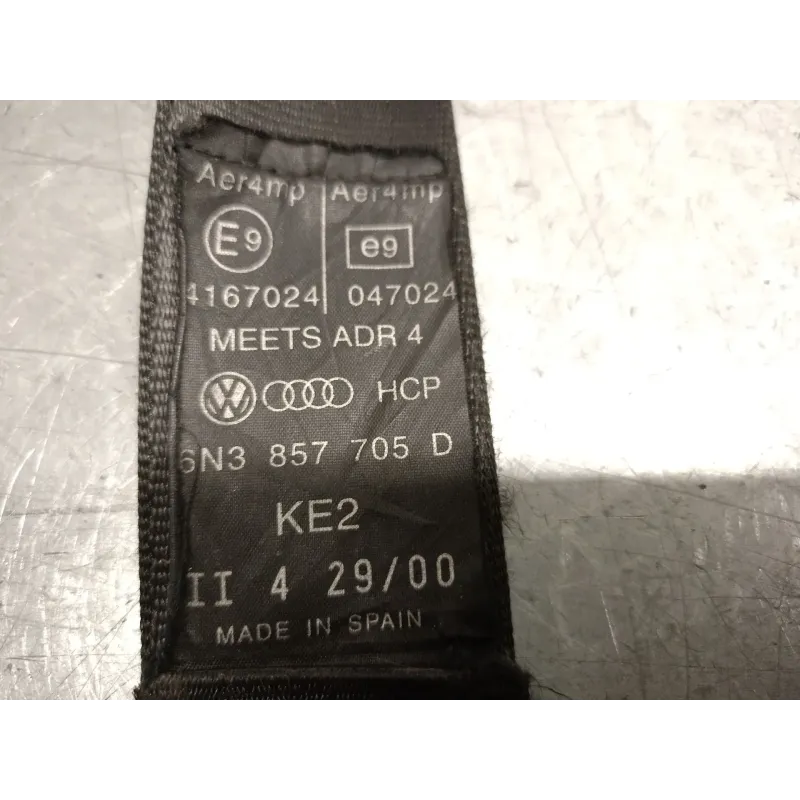 Aer4mp Aer4mp
E9 e9
4167024 047024
MEETS ADR 4
VW HCP
6N3 857 705 D
KE2
II 4 29/00
MADE IN SPAIN